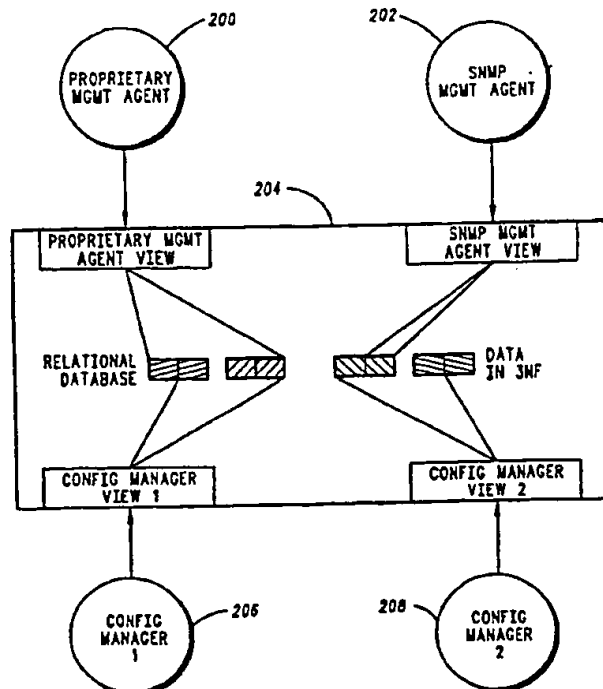 200
202
PROPRIETARY
MGMT AGENT
SNMP
MGMT AGENT
204
PROPRIETARY MGMT
AGENT VIEW
SNMP MGMT
AGENT VIEW
RELATIONAL
DATABASE
DATA
IN 3NF
CONFIG MANAGER
VIEW 1
CONFIG MANAGER
VIEW 2
206
208
CONFIG
MANAGER
1
CONFIG
MANAGER
2